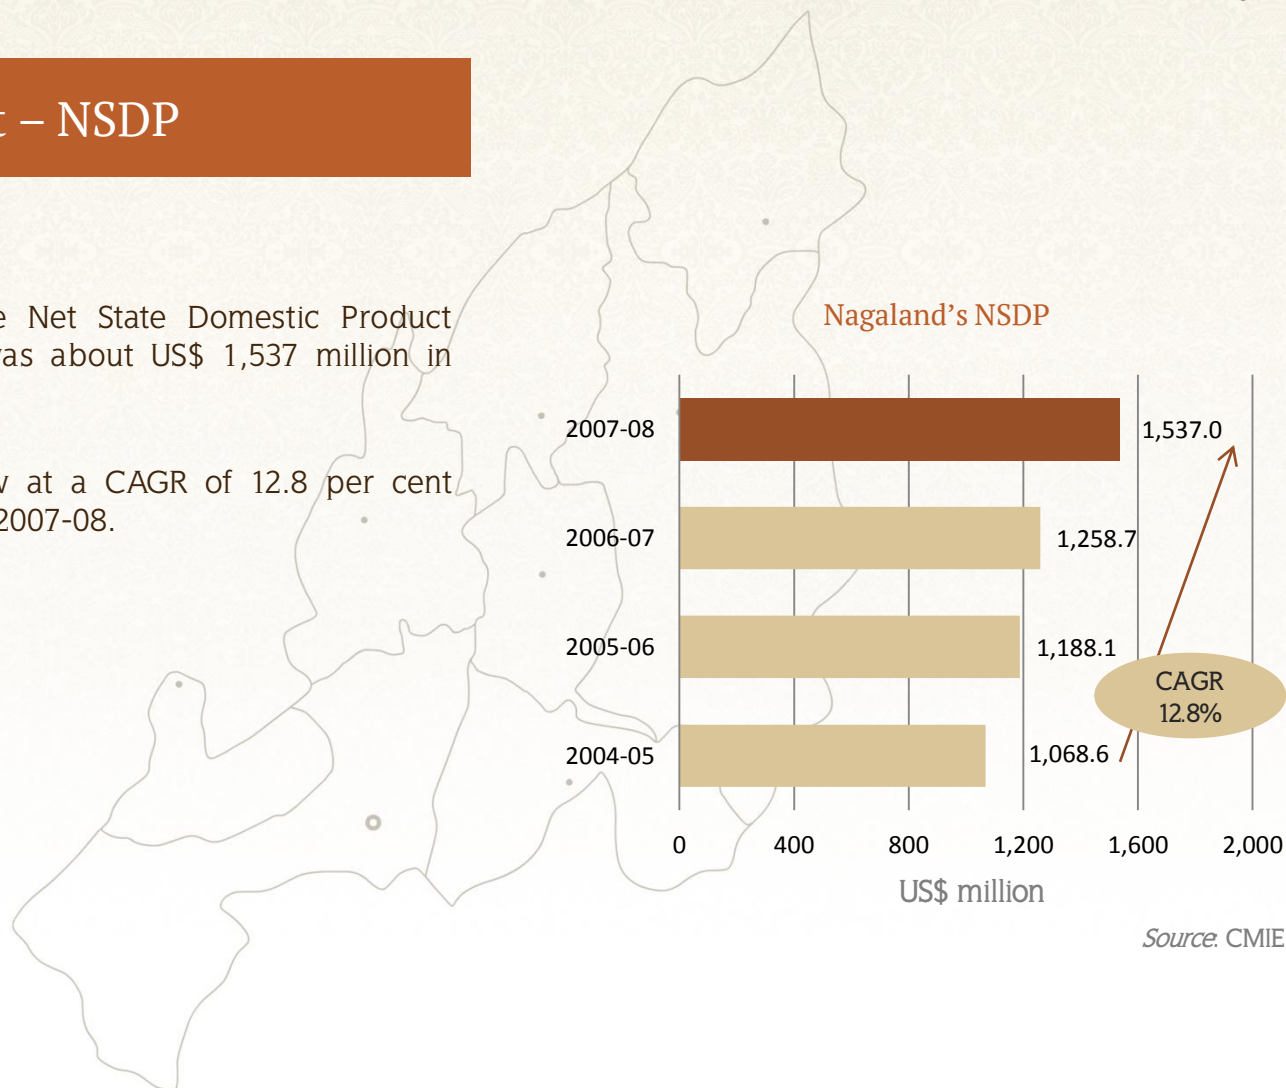 – NSDP
Net State Domestic Product
was about US$ 1,537 million in
at a CAGR of 12.8 per cent
2007-08.
Nagaland’s NSDP
2007-08
1,537.0
2006-07
1,258.7
2005-06
1,188.1
CAGR
12.8%
2004-05
1,068.6
0 400 800 1,200 1,600 2,000
US$ million
Source: CMIE